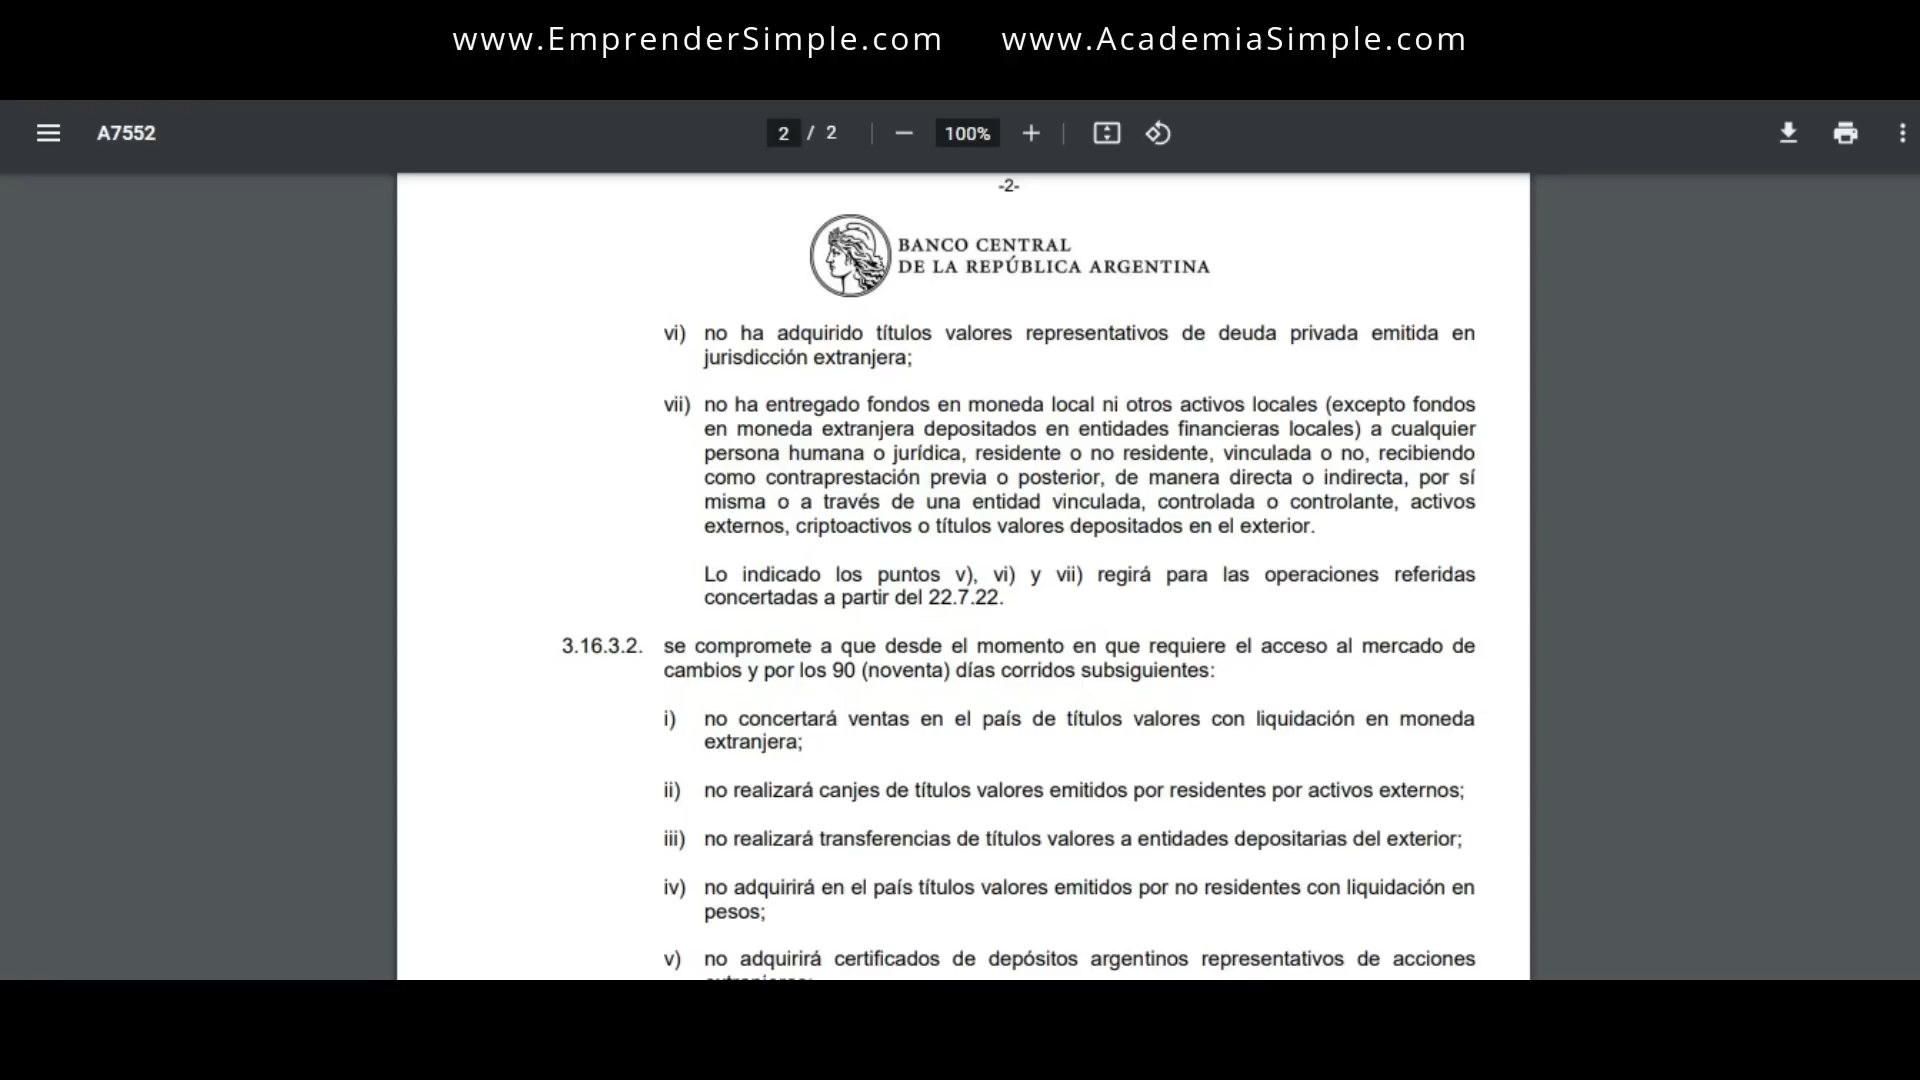 www.EmprenderSimple.com www.AcademiaSimple.com
A7552
2 / 2
100%
-2-
BANCO CENTRAL
DE LA REPÚBLICA ARGENTINA
vi) no ha adquirido títulos valores representativos de deuda privada emitida en
jurisdicción extranjera;
vii) no ha entregado fondos en moneda local ni otros activos locales (excepto fondos
en moneda extranjera depositados en entidades financieras locales) a cualquier
persona humana o jurídica, residente o no residente, vinculada o no, recibiendo
como contraprestación previa o posterior, de manera directa o indirecta, por sí
misma o a través de una entidad vinculada, controlada o controlante, activos
externos, criptoactivos o títulos valores depositados en el exterior.
Lo indicado los puntos v), vi) y vii) regirá para las operaciones referidas
concertadas a partir del 22.7.22.
3.16.3.2. se compromete a que desde el momento en que requiere el acceso al mercado de
cambios y por los 90 (noventa) días corridos subsiguientes:
i) no concertará ventas en el país de títulos valores con liquidación en moneda
extranjera;
ii) no realizará canjes de títulos valores emitidos por residentes por activos externos;
iii) no realizará transferencias de títulos valores a entidades depositarias del exterior;
iv) no adquirirá en el país títulos valores emitidos por no residentes con liquidación en
pesos;
v) no adquirirá certificados de depósitos argentinos representativos de acciones